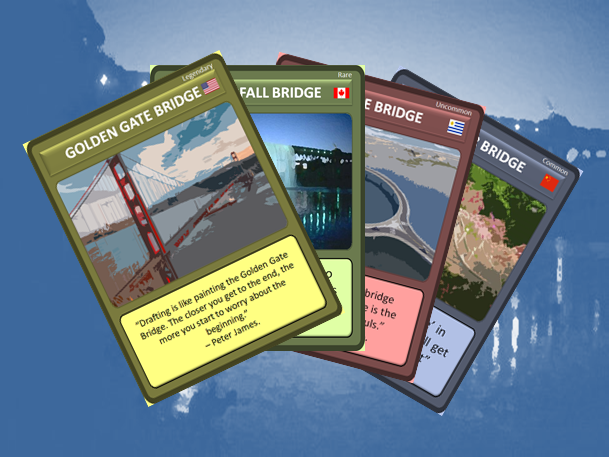 Legendary
GOLDEN GATE BRIDGE
"Drafting is like painting the Golden Gate
Bridge. The closer you get to the end, the
more you start to worry about the
beginning."
– Peter James.
Rare
FALL BRIDGE
Uncommon
E BRIDGE
bridge
e is the
uls."
Common
BRIDGE
in
ll get